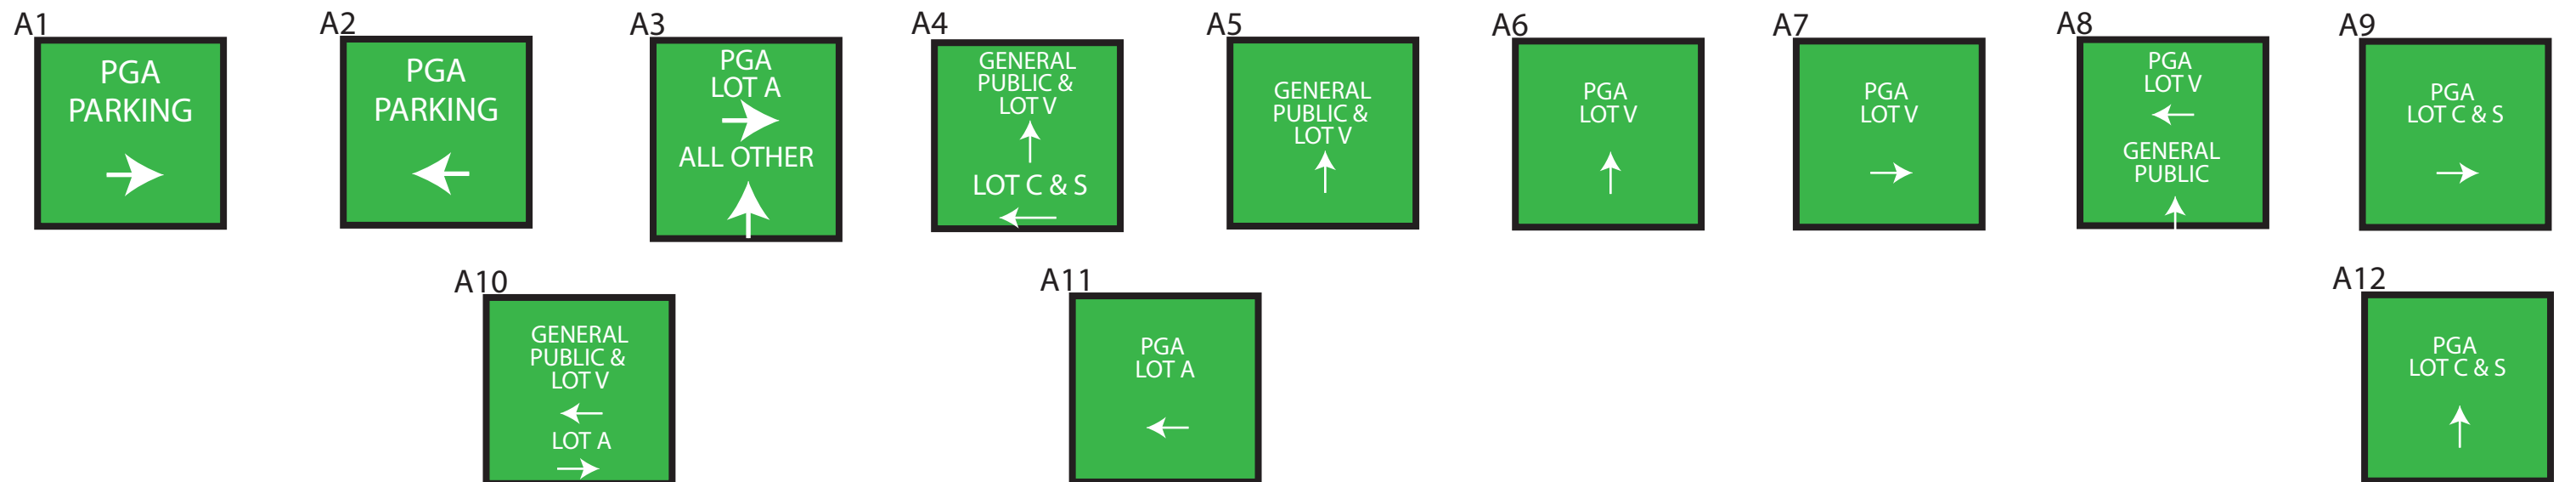 A1
PGA
PARKING
A2
PGA
PARKING
A3
PGA
LOT A
ALL OTHER
A4
GENERAL
PUBLIC &
LOT V
LOT C & S
A5
GENERAL
PUBLIC &
LOT V
A6
PGA
LOT V
A7
PGA
LOT V
A8
PGA
LOT V
GENERAL
PUBLIC
A9
PGA
LOT C & S
A10
GENERAL
PUBLIC &
LOT V
LOT A
A11
PGA
LOT A
A12
PGA
LOT C & S